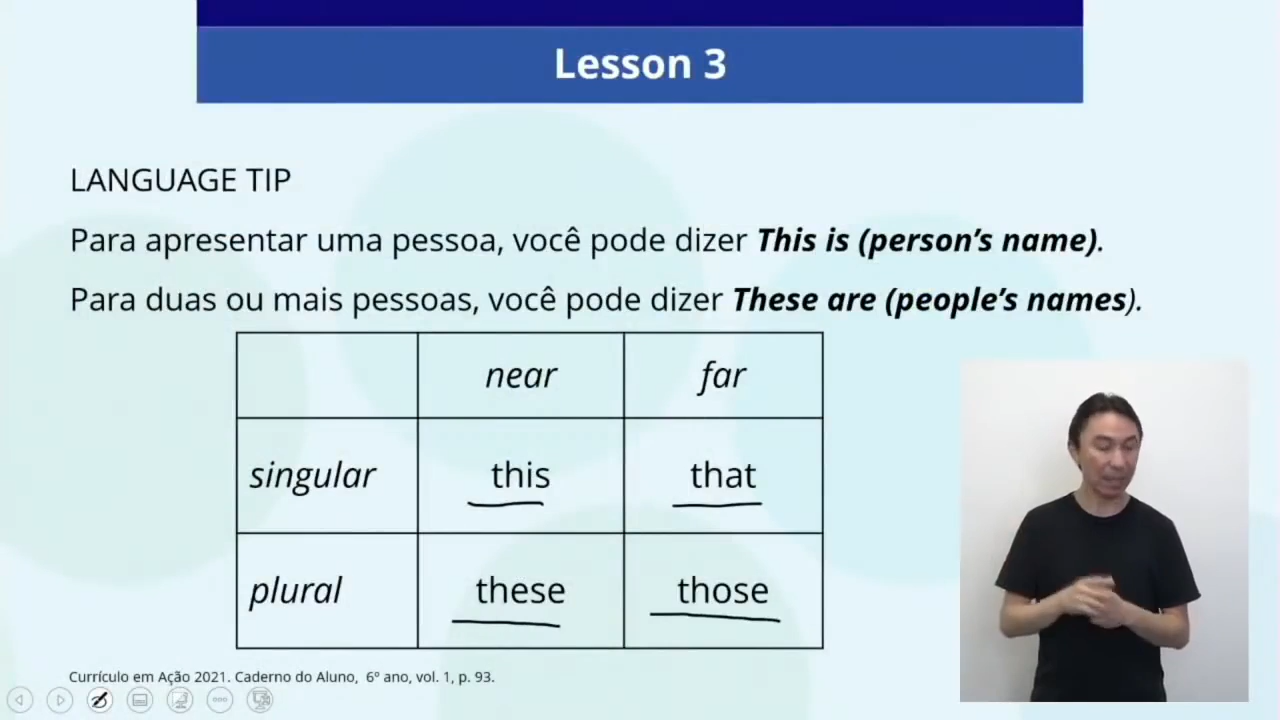 Lesson 3
LANGUAGE TIP
Para apresentar uma pessoa, você pode dizer This is (person’s name).
Para duas ou mais pessoas, você pode dizer These are (people’s names).
near far
singular this that
plural these those
Currículo em Ação 2021. Caderno do Aluno, 6º ano, vol. 1, p. 93.